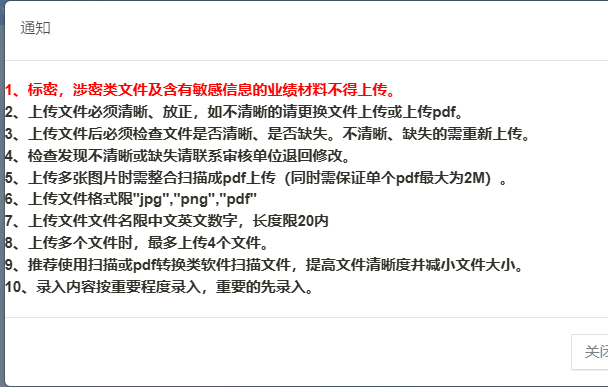 通知
1、标密，涉密类文件及含有敏感信息的业绩材料不得上传。
2、上传文件必须清晰、放正，如不清晰的请更换文件上传或上传pdf。
3、上传文件后必须检查文件是否清晰、是否缺失。不清晰、缺失的需重新上传。
4、检查发现不清晰或缺失请联系审核单位退回修改。
5、上传多张图片时需整合扫描成pdf上传（同时需保证单个pdf最大为2M）。
6、上传文件格式限"jpg","png","pdf"
7、上传文件文件名限中文英文数字，长度限20内
8、上传多个文件时，最多上传4个文件。
9、推荐使用扫描或pdf转换类软件扫描文件，提高文件清晰度并减小文件大小。
10、录入内容按重要程度录入，重要的先录入。
关闭